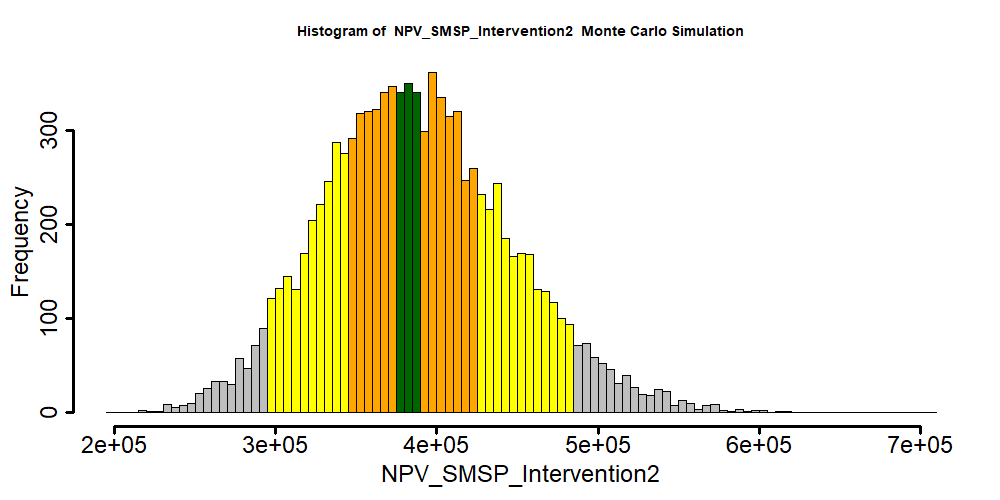 Histogram of  NPV_SMSP_Intervention2  Monte Carlo Simulation
Frequency
300
200
100
0
2e+05 3e+05 4e+05 5e+05 6e+05 7e+05
NPV_SMSP_Intervention2